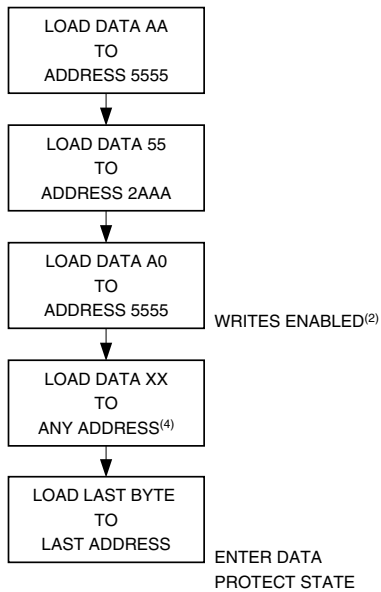 LOAD DATA AA
TO
ADDRESS 5555
LOAD DATA 55
TO
ADDRESS 2AAA
LOAD DATA A0
TO
ADDRESS 5555
WRITES ENABLED(2)
LOAD DATA XX
TO
ANY ADDRESS(4)
LOAD LAST BYTE
TO
LAST ADDRESS
ENTER DATA
PROTECT STATE